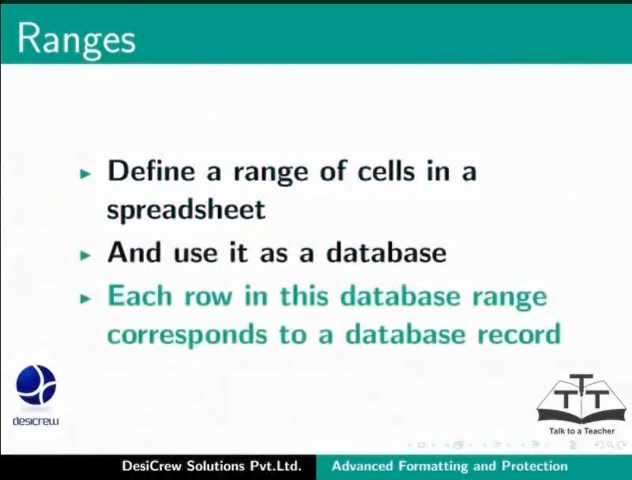 Ranges
Define a range of cells in a
spreadsheet
And use it as a database
Each row in this database range
corresponds to a database record
desicrew
TTT
Talk to a Teacher
DesiCrew Solutions Pvt.Ltd. Advanced Formatting and Protection